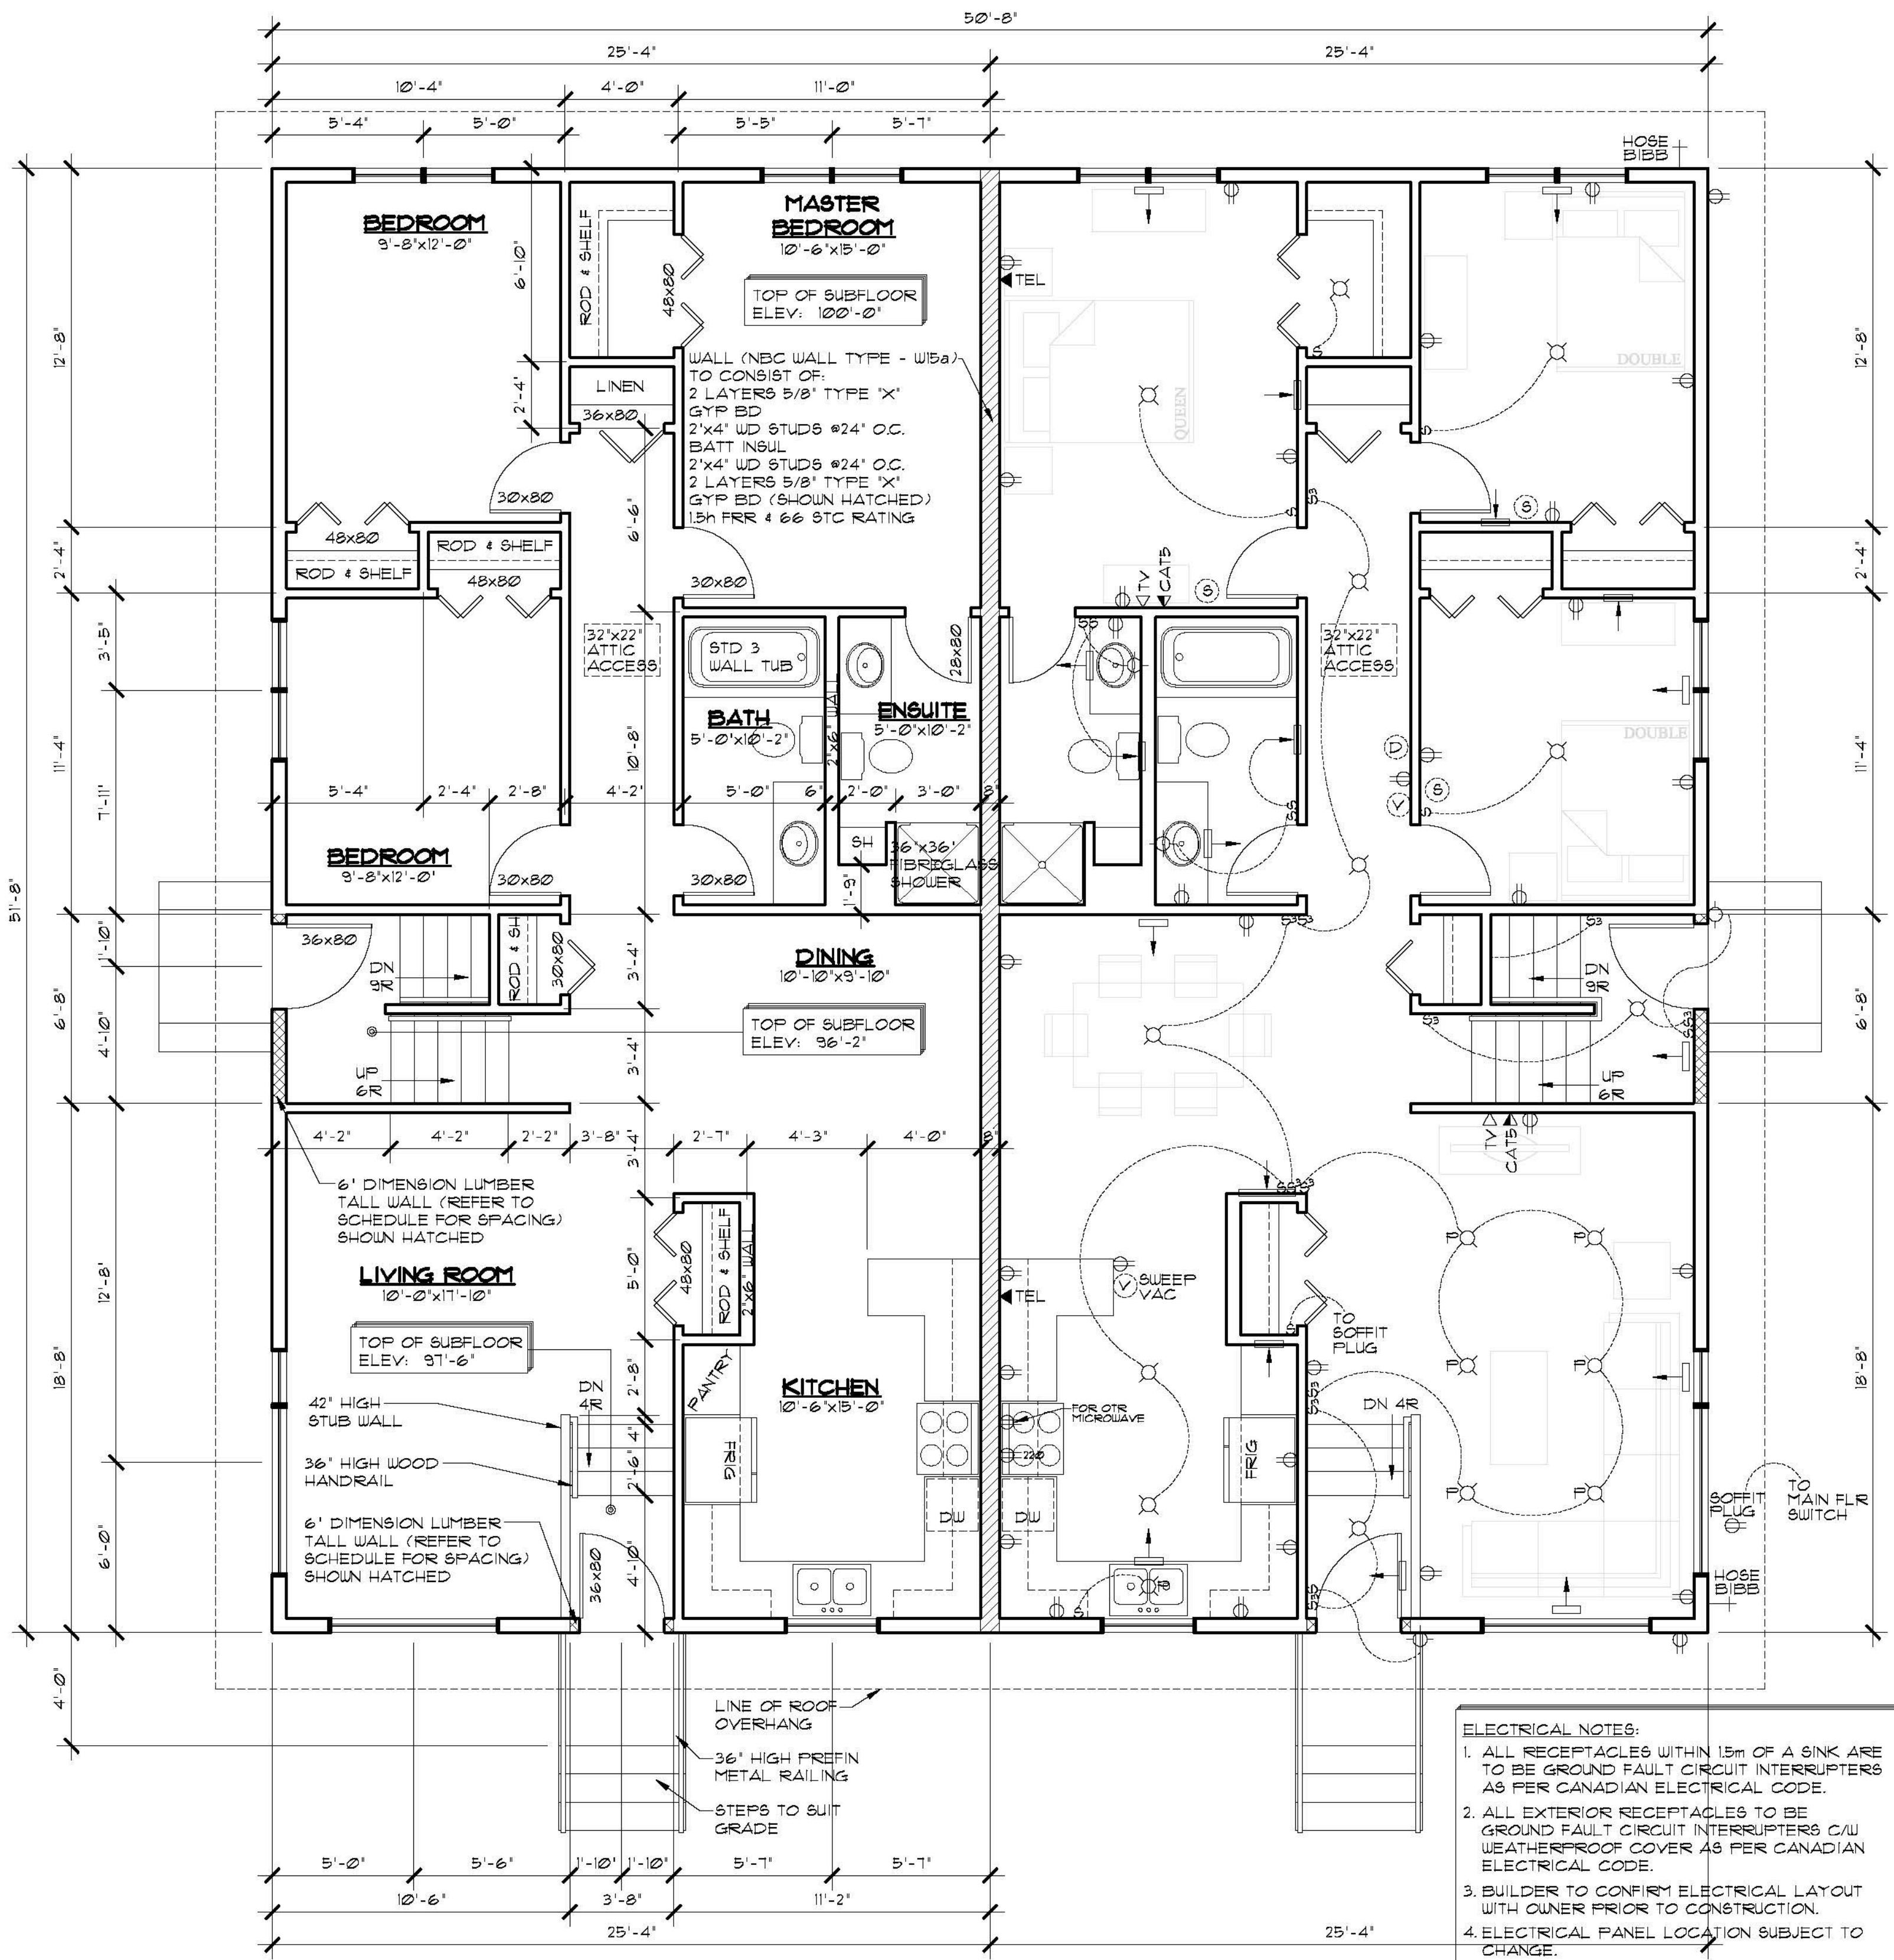 50'-8"
25'-4"
25'-4"
10'-4"
4'-0"
11'-0"
5'-4"
5'-0"
5'-5"
5'-7"
HOSE
BIBB
BEDROOM
9'-8"x12'-0"
6'-10"
ROD & SHELF
48x80
MASTER
BEDROOM
10'-6"x15'-0"
TOP OF SUBFLOOR
ELEV: 100'-0"
TEL
12'-8"
12'-8"
WALL (NBC WALL TYPE - W15a)
TO CONSIST OF:
2 LAYERS 5/8" TYPE "X"
GYP BD
2"x4" WD STUDS @24" O.C.
BATT INSUL
2"x4" WD STUDS @24" O.C.
2 LAYERS 5/8" TYPE "X"
GYP BD (SHOWN HATCHED)
1.5h FRR & 66 STC RATING
LINEN
36x80
2'-4"
QUEEN
DOUBLE
S
S
S
S3
30x80
6'-6"
48x80
ROD & SHELF
ROD & SHELF
48x80
2'-4"
2'-4"
30x80
TV
CAT5
S
S
3'-5"
32"x22"
ATTIC
ACCESS
STD 3
WALL TUB
28x80
SS
32"x22"
ATTIC
ACCESS
BATH
5'-0"x10'-2"
2"x6" WALL
ENSUITE
5'-0"x10'-2"
DOUBLE
11'-4"
10'-8"
11'-4"
D
V
S
S
SS
7'-11"
5'-4"
2'-4"
2'-8"
4'-2"
5'-0"
6"
2'-0"
3'-0"
8"
BEDROOM
9'-8"x12'-0"
30x80
30x80
SH
1'-9"
36"x36"
FIBREGLASS
SHOWER
51'-8"
1'-10"
36x80
DN
9R
ROD & SH
30x80
3'-4"
DINING
10'-10"x9'-10"
S3S3
S3
DN
9R
6'-8"
4'-10"
TOP OF SUBFLOOR
ELEV: 96'-2"
S3
SS3
6'-8"
UP
6R
3'-4"
UP
6R
4'-2"
4'-2"
2'-2"
3'-8"
3'-4"
2'-7"
4'-3"
4'-0"
8"
TV
CAT5
6" DIMENSION LUMBER
TALL WALL (REFER TO
SCHEDULE FOR SPACING)
SHOWN HATCHED
SS3S3
LIVING ROOM
10'-0"x17'-10"
5'-0"
48x80
ROD & SHELF
2"x6" WALL
TEL
V
SWEEP
VAC
P
P
12'-8"
TOP OF SUBFLOOR
ELEV: 97'-6"
S
TO
SOFFIT
PLUG
18'-8"
18'-8"
PANTRY
KITCHEN
10'-6"x15'-0"
2'-8"
P
P
42" HIGH
STUB WALL
DN
4R
4"
FOR OTR
MICROWAVE
S3S3
DN 4R
36" HIGH WOOD
HANDRAIL
2'-6"
FRIG
220
FRIG
P
P
6" DIMENSION LUMBER
TALL WALL (REFER TO
SCHEDULE FOR SPACING)
SHOWN HATCHED
DW
DW
SOFFIT
PLUG
TO
MAIN FLR
SWITCH
6'-0"
36x80
4'-10"
P
S
S3S
HOSE
BIBB
4'-0"
LINE OF ROOF
OVERHANG
36" HIGH PREFIN
METAL RAILING
STEPS TO SUIT
GRADE
5'-0"
5'-6"
1'-10"
1'-10"
5'-7"
5'-7"
10'-6"
3'-8"
11'-2"
25'-4"
25'-4"
ELECTRICAL NOTES:
1. ALL RECEPTACLES WITHIN 1.5m OF A SINK ARE
TO BE GROUND FAULT CIRCUIT INTERRUPTERS
AS PER CANADIAN ELECTRICAL CODE.
2. ALL EXTERIOR RECEPTACLES TO BE
GROUND FAULT CIRCUIT INTERRUPTERS C/W
WEATHERPROOF COVER AS PER CANADIAN
ELECTRICAL CODE.
3. BUILDER TO CONFIRM ELECTRICAL LAYOUT
WITH OWNER PRIOR TO CONSTRUCTION.
4. ELECTRICAL PANEL LOCATION SUBJECT TO
CHANGE.